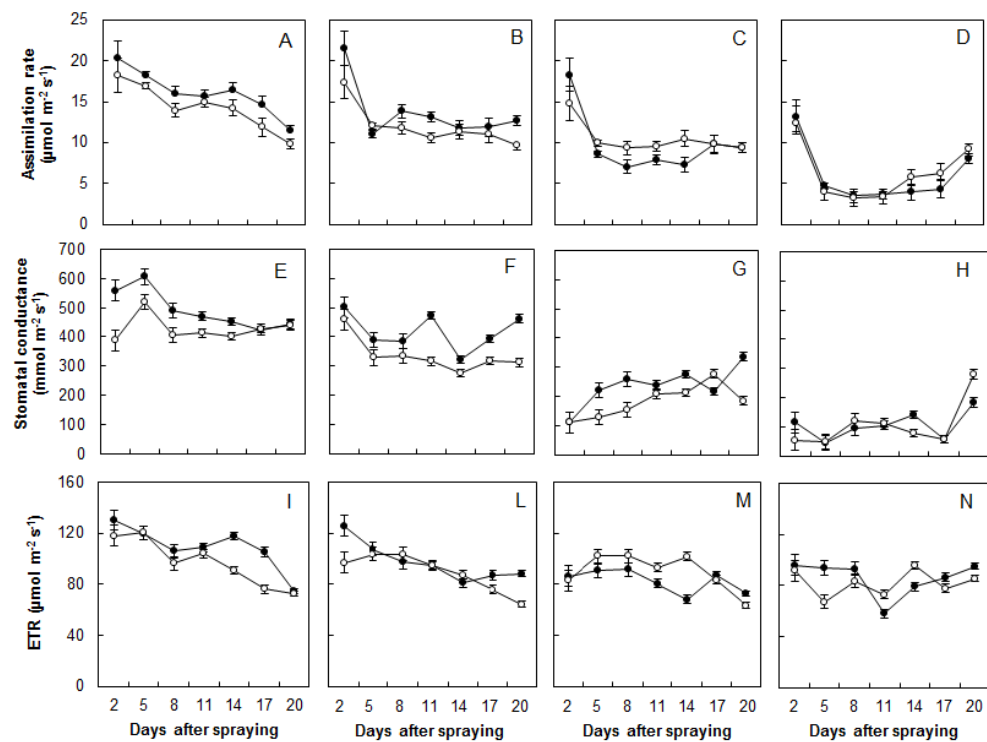 Assimilation rate
(µmol m-2 s-1)
25
20
15
10
5
0
A
B
C
D
Stomatal conductance
(mmol m-2 s-1)
700
600
500
400
300
200
100
0
E
F
G
H
ETR (µmol m-2 s-1)
160
120
80
40
0
I
L
M
N
2 5 8 11 14 17 20
2 5 8 11 14 17 20
2 5 8 11 14 17 20
2 5 8 11 14 17 20
Days after spraying
Days after spraying
Days after spraying
Days after spraying